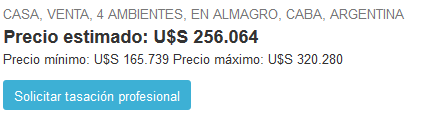 CASA, VENTA, 4 AMBIENTES, EN ALMAGRO, CABA, ARGENTINA
Precio estimado: U$S 256.064
Precio mínimo: U$S 165.739 Precio máximo: U$S 320.280
Solicitar tasación profesional